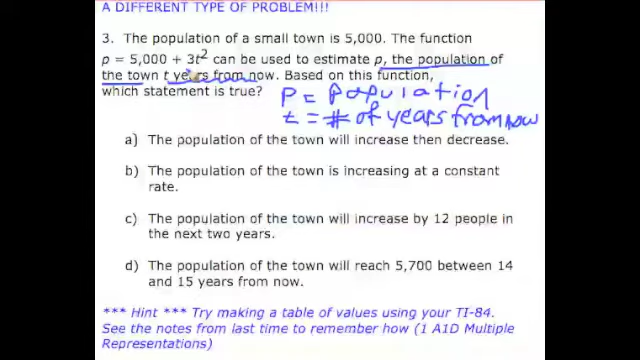 A DIFFERENT TYPE OF PROBLEM!!!
3. The population of a small town is 5,000. The function
p = 5,000 + 3t² can be used to estimate p, the population of
the town t years from now. Based on this function,
which statement is true?
P = Population
t = # of years from now
a) The population of the town will increase then decrease.
b) The population of the town is increasing at a constant
rate.
c) The population of the town will increase by 12 people in
the next two years.
d) The population of the town will reach 5,700 between 14
and 15 years from now.
*** Hint *** Try making a table of values using your TI-84.
See the notes from last time to remember how (1 A1D Multiple
Representations)